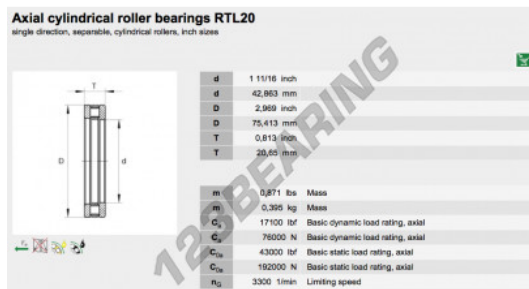 Axial cylindrical roller bearings RTL20
single direction, separable, cylindrical rollers, inch sizes
T
D
d
d 1 11/16 inch
d 42,863 mm
D 2,969 inch
D 75,413 mm
T 0,813 inch
T 20,65 mm
m 0,871 lbs Mass
m 0,395 kg Mass
Ca 17100 lbf Basic dynamic load rating, axial
Ca 76000 N Basic dynamic load rating, axial
C0a 43000 lbf Basic static load rating, axial
C0a 192000 N Basic static load rating, axial
nG 3300 1/min Limiting speed
123BEARING